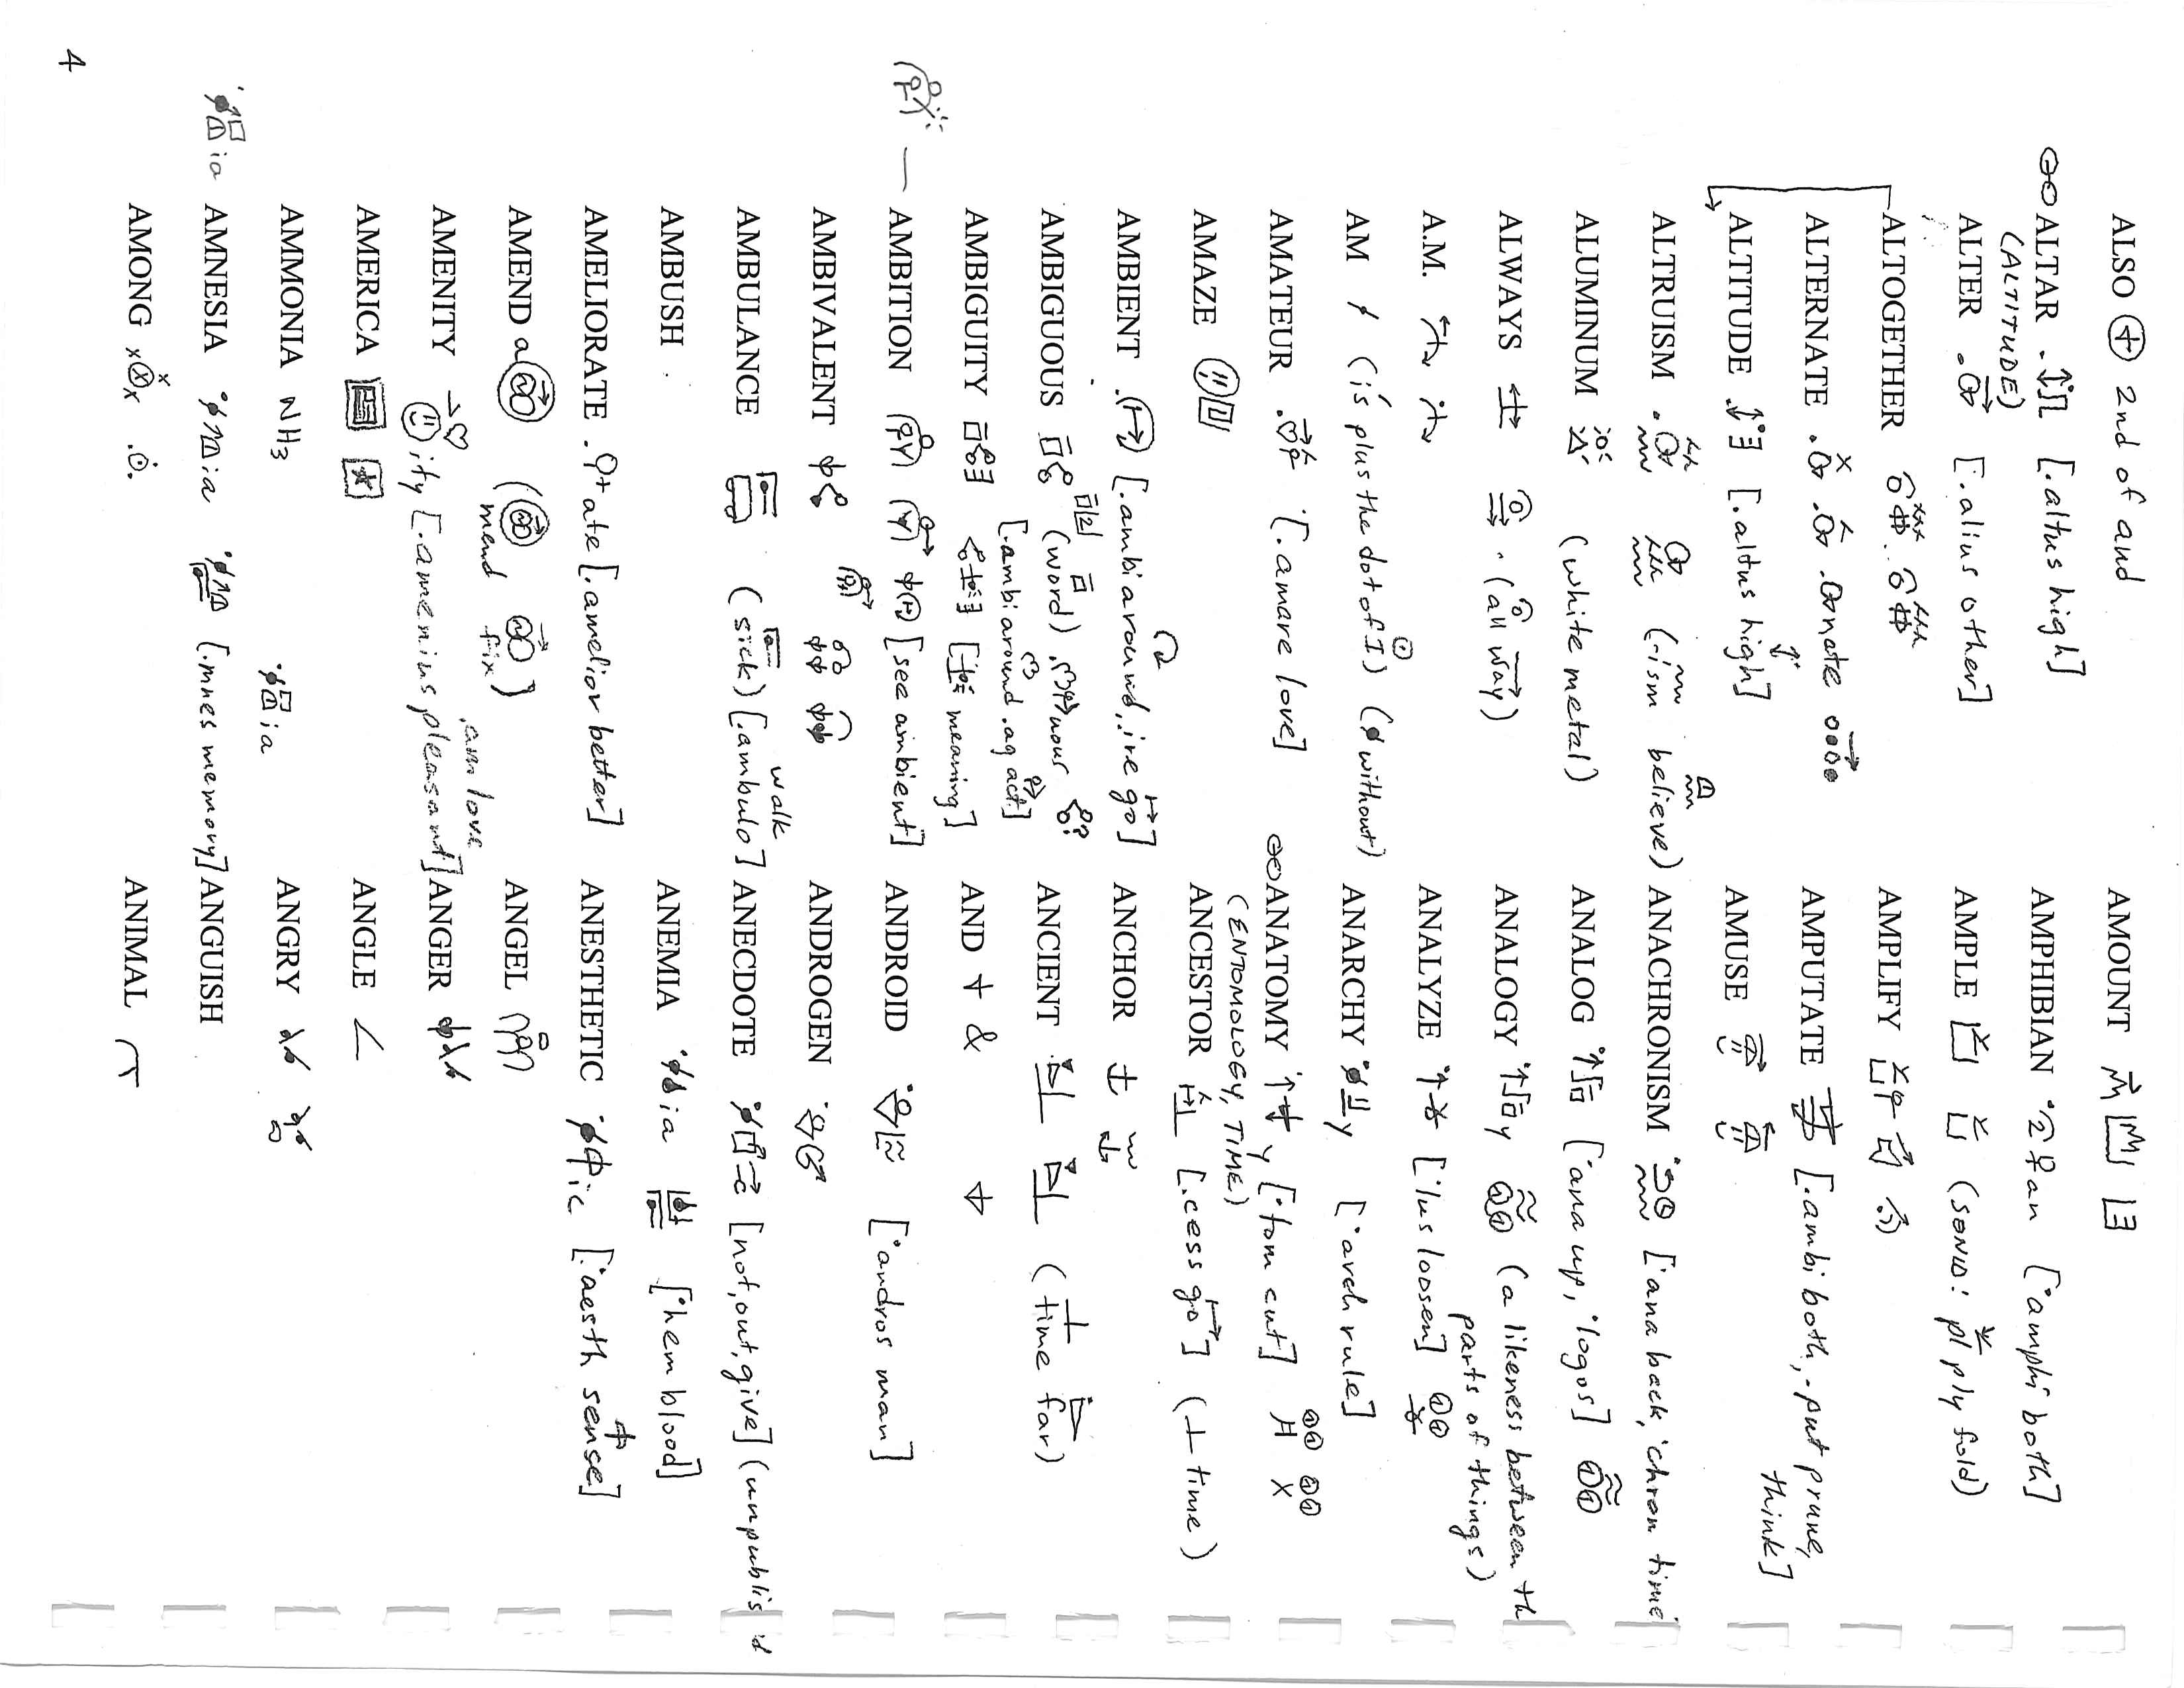 ALSO 2nd of and
ALTAR [.altus high]
(ALTITUDE)
ALTER [.alius other]
ALTOGETHER
ALTERNATE nate
ALTITUDE [.altus high]
ALTRUISM (-ism believe)
ALUMINUM (white metal)
ALWAYS (all way)
A.M.
AM (is plus the dot of I) (without)
AMATEUR [.amare love]
AMAZE
AMBIENT [.ambi around, .ire go]
AMBIGUOUS (word) uous
[.ambi around .ag act]
AMBIGUITY [meaning]
AMBITION [see ambient]
AMBIVALENT
AMBULANCE (sick) [.ambulo]
walk
AMBUSH
AMELIORATE ate [.amelior better]
AMEND a
mend fix
AMENITY ity [.amenius pleasant]
.am love
AMERICA
AMMONIA NH3
ia
AMNESIA ia [.mnes memory]
ia
AMONG
AMOUNT
AMPHIBIAN an [·amphi both]
AMPLE (SOND: pl ply fold)
AMPLIFY
AMPUTATE [.ambi both, .put prune,
think]
AMUSE
ANACHRONISM [·ana back, ·chron time
ANALOG [·ana up, ·logos]
ANALOGY y (a likeness between th
parts of things)
ANALYZE [·lus loosen]
ANARCHY y [·arch rule]
ANATOMY y [·tom cut] H X
(ENTOMOLOGY, TIME)
ANCESTOR [.cess go] (time)
ANCHOR
ANCIENT (time far)
AND + &
ANDROID [·andros man]
ANDROGEN
ANECDOTE [not, out, give] (unpublis'd
ANEMIA ia [·hem blood]
ANESTHETIC ic [·aesth sense]
ANGEL
ANGER
ANGLE
ANGRY
ANGUISH
ANIMAL
4